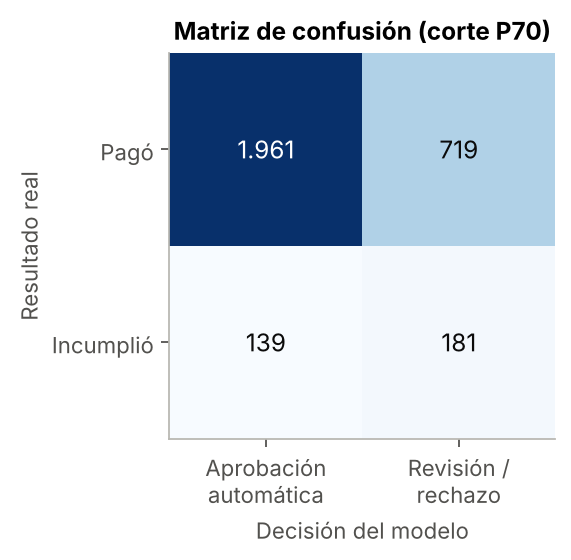 Matriz de confusión (corte P70)
Resultado real
Pagó
1.961
719
Incumplió
139
181
Aprobación
automática
Revisión /
rechazo
Decisión del modelo